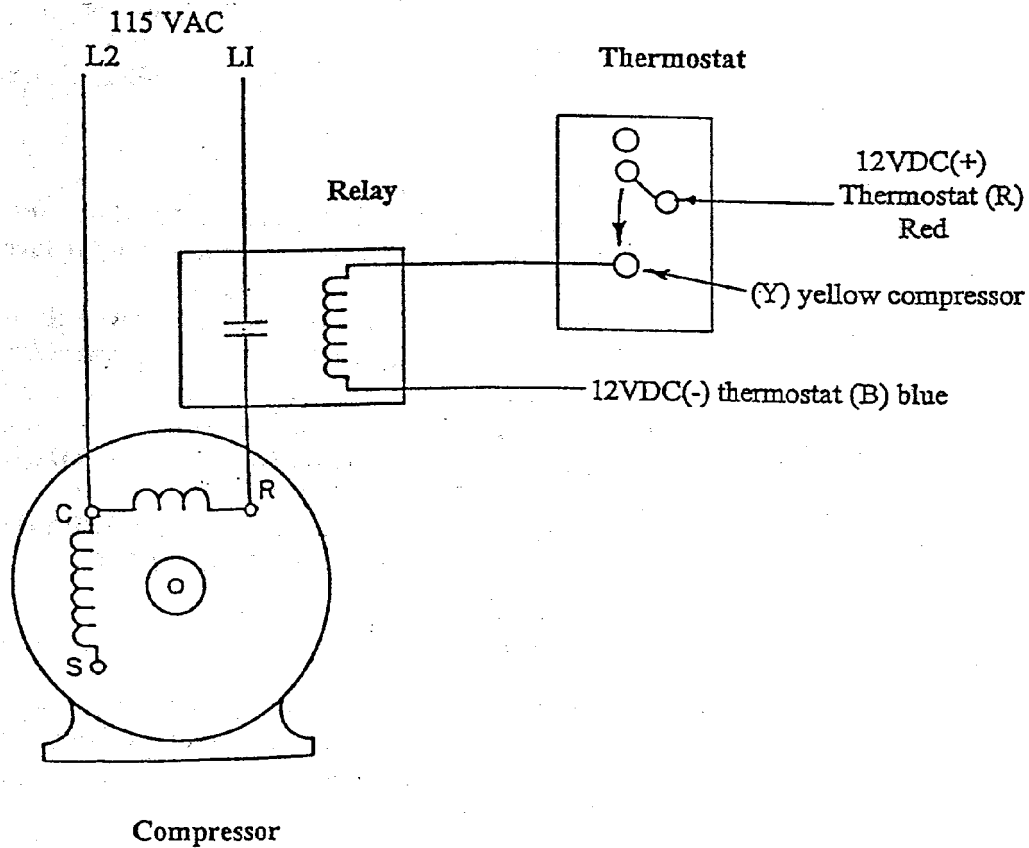 115 VAC
L2
LI
Thermostat
12VDC(+)
Thermostat (R)
Red
Relay
(Y) yellow compressor
12VDC(-) thermostat (B) blue
C
R
S
Compressor